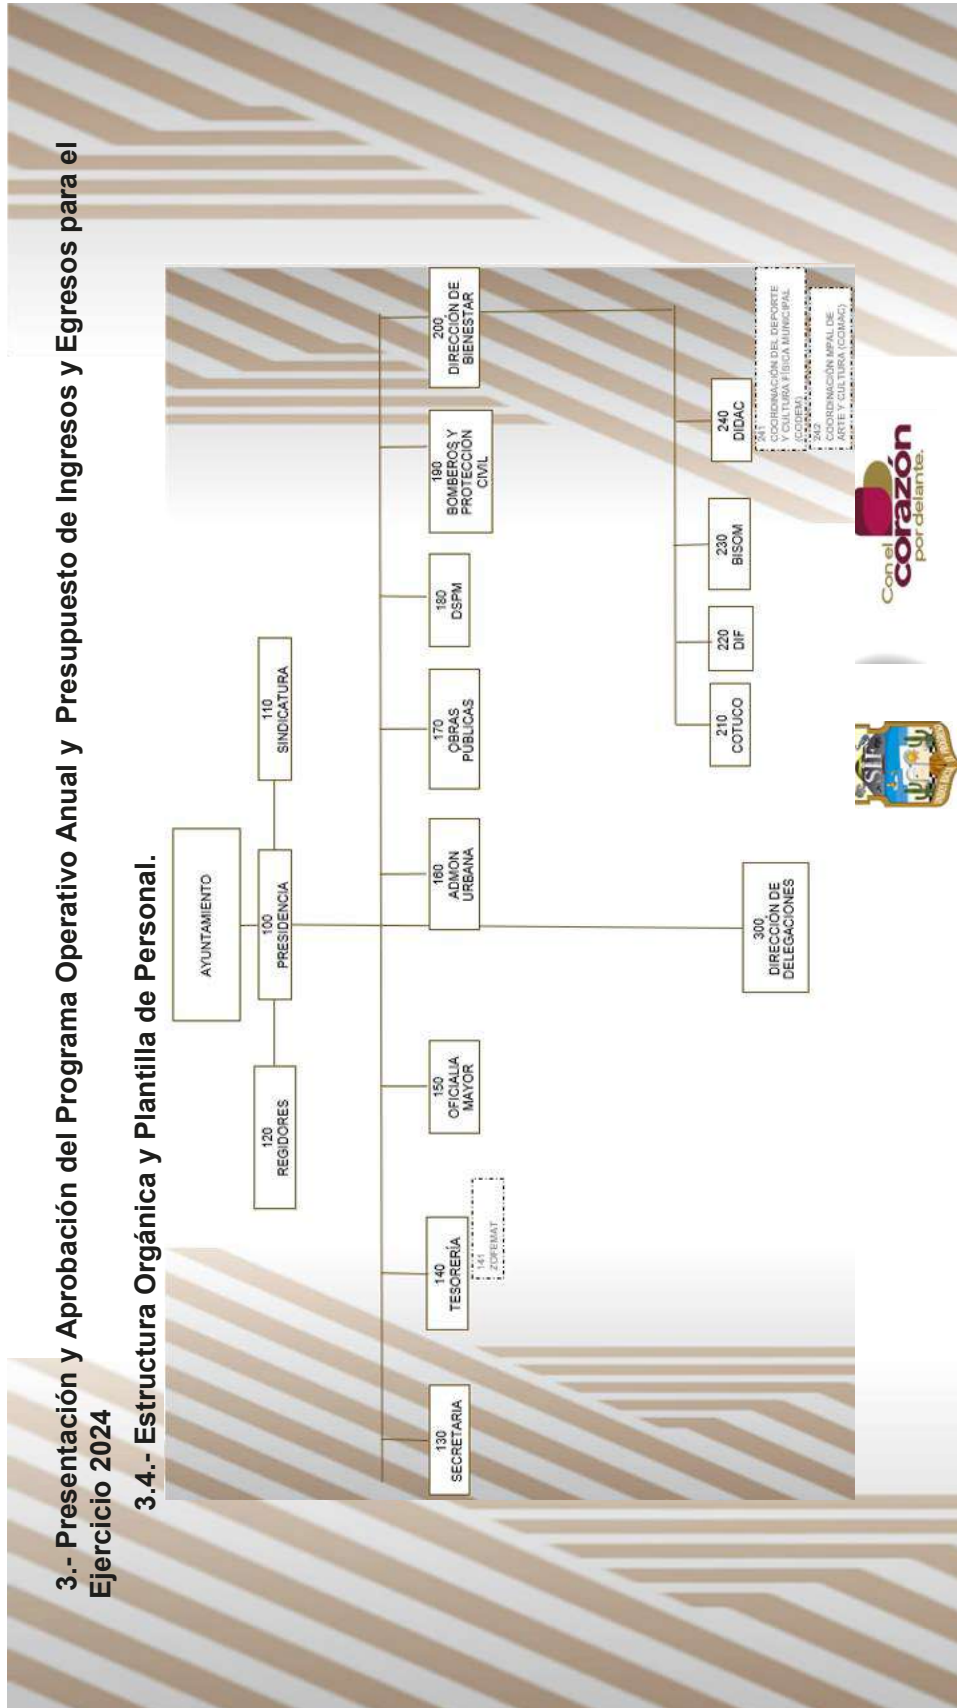 3.- Presentación y Aprobación del Programa Operativo Anual y Presupuesto de Ingresos y Egresos para el
Ejercicio 2024
3.4.- Estructura Orgánica y Plantilla de Personal.
AYUNTAMIENTO
120
REGIDORES
100
PRESIDENCIA
110
SINDICATURA
130
SECRETARIA
140
TESORERÍA
141
ZOFEMAT
150
OFICIALIA
MAYOR
160
ADMON
URBANA
170
OBRAS
PUBLICAS
180
DSPM
190
BOMBEROS Y
PROTECCION
CIVIL
200
DIRECCIÓN DE
BIENESTAR
300
DIRECCIÓN DE
DELEGACIONES
210
COTUCO
220
DIF
230
BISOM
240
DIDAC
241
COORDINACIÓN DEL DEPORTE
Y CULTURA FÍSICA MUNICIPAL
(CODEM)
242
COORDINACIÓN MPAL DE
ARTE Y CULTURA (COMAC)
Con el
corazón
por delante.